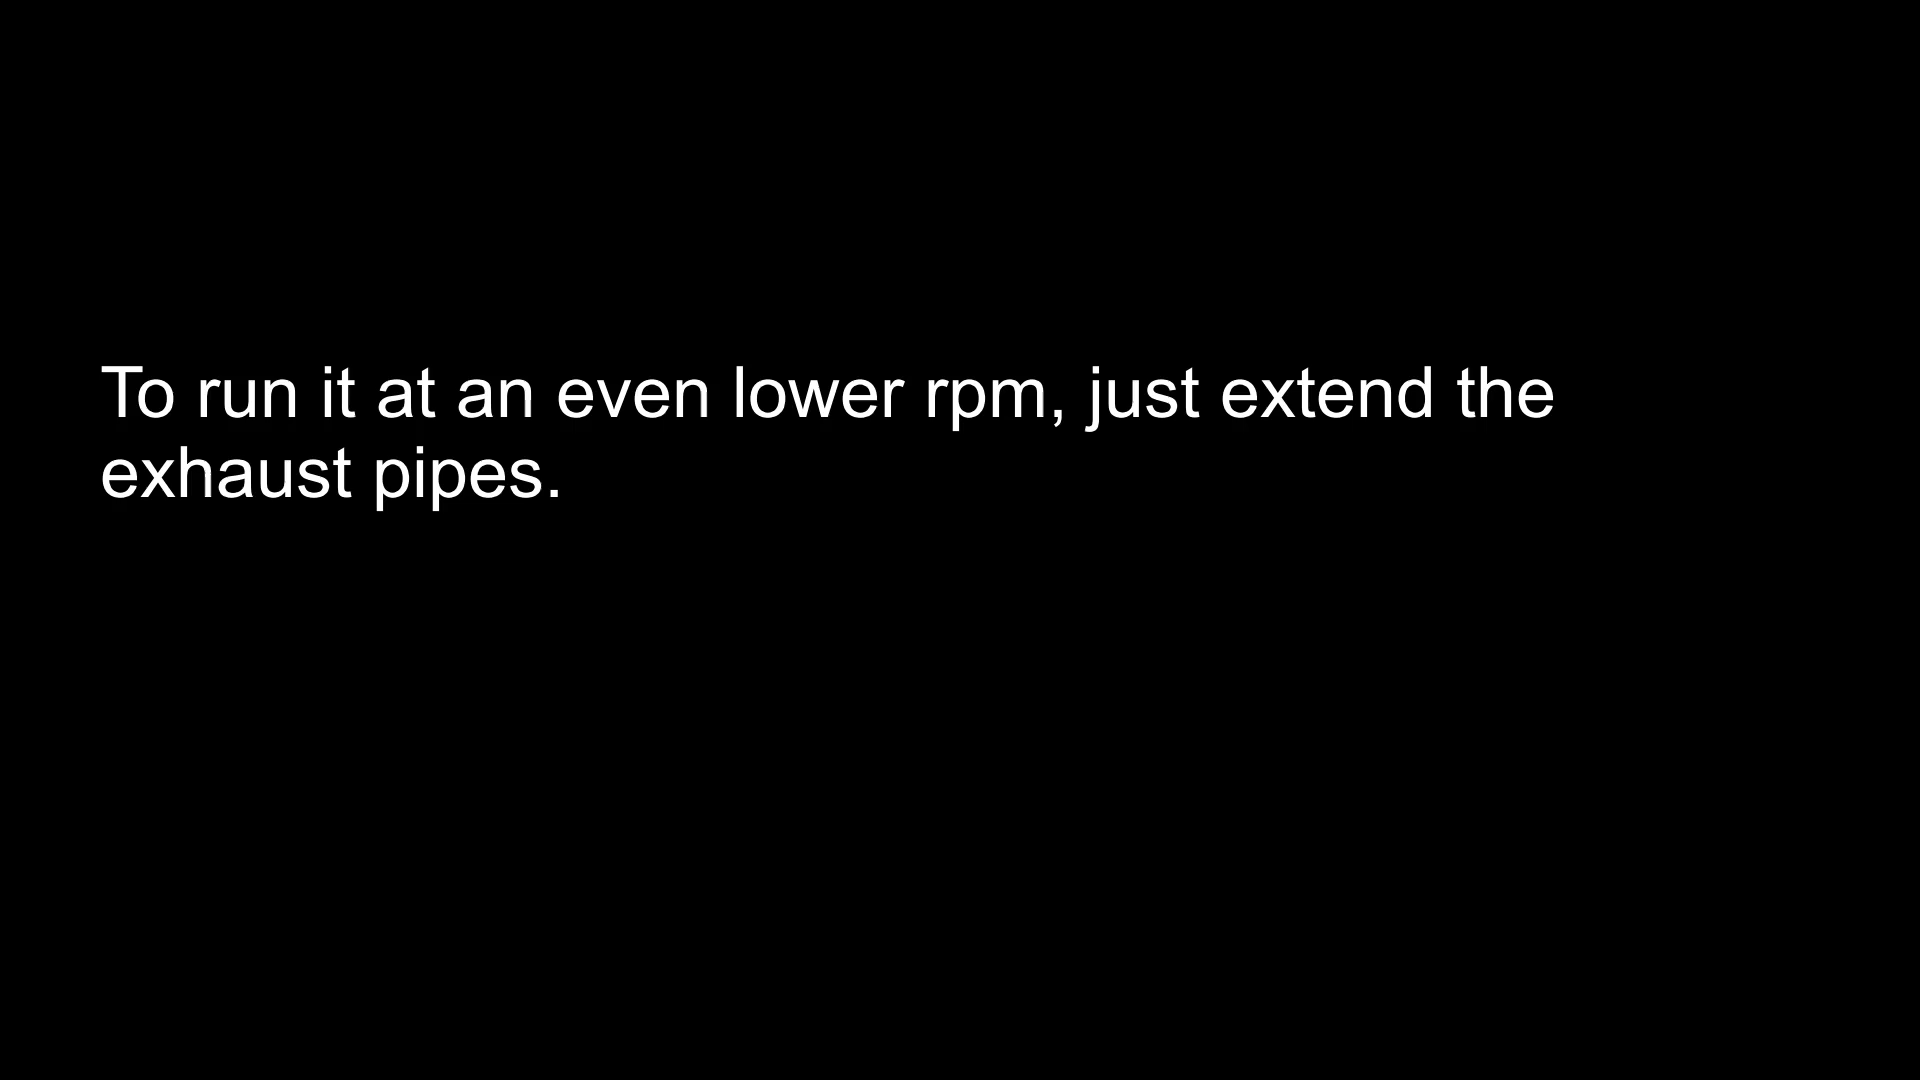 To run it at an even lower rpm, just extend the
exhaust pipes.